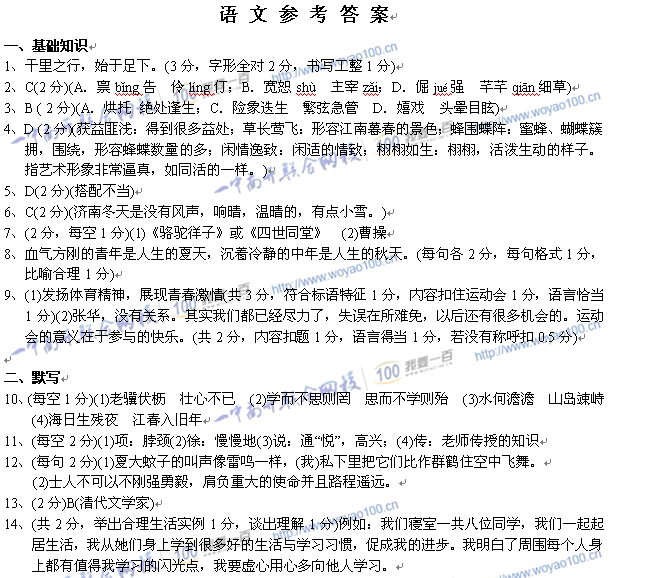 语 文 参 考 答 案
一、基础知识
1、千里之行，始于足下。(3分，字形全对2分，书写工整1分)
2、C(2分)(A. 禀bǐng告 伶líng仃；B. 宽恕shù 主宰zǎi；D. 倔jué强 芊芊qiān细草)
3、B ( 2分)(A. 烘托 绝处逢生；C. 险象迭生 繁弦急管 D. 嬉戏 头晕目眩)
4、D (2分)(获益匪浅：得到很多益处；草长莺飞：形容江南暮春的景色；蜂围蝶阵：蜜蜂、蝴蝶簇
拥，围绕，形容蜂蝶数量的多；闲情逸致：闲适的情致；栩栩如生：栩栩，活泼生动的样子。
指艺术形象非常逼真，如同活的一样。)
5、D(2分)(搭配不当)
6、C(2分)(济南冬天是没有风声，响晴，温晴的，有点小雪。)
7、(2分，每空1分)(1)《骆驼徉子》或《四世同堂》 (2)曹操
8、血气方刚的青年是人生的夏天，沉着冷静的中年是人生的秋天。(每句各2分，每句格式1分，
比喻合理1分)
9、(1)发扬体育精神，展现青春激情(共3分，符合标语特征1分，内容扣住运动会1分，语言恰当
1分)(2)张华，没有关系。其实我们都已经尽力了，失误在所难免，以后还有很多机会的。运动
会的意义在于参与的快乐。(共2分，内容扣题1分，语言得当1分，若没有称呼扣0.5分)
二、默写
10、(每空1分)(1)老骥伏枥 壮心不已 (2)学而不思则罔 思而不学则殆 (3)水何澹澹 山岛竦峙
(4)海日生残夜 江春入旧年
11、(每空2分)(1)项：脖颈(2)徐：慢慢地(3)说：通“悦”，高兴；(4)传：老师传授的知识
12、(每句2分)(1)夏大蚊子的叫声像雷鸣一样，(我)私下里把它们比作群鹤住空中飞舞。
(2)士人不可以不刚强勇毅，肩负重大的使命并且路程遥远。
13、(2分)B(清代文学家)
14、(共2分，举出合理生活实例1分，谈出理解1分)例如：我们寝室一共八位同学，我们一起起
居生活，我从她们身上学到很多好的生活与学习习惯，促成我的进步。我明白了周围每个人身
上都有值得我学习的闪光点，我要虚心用心多向他人学习。